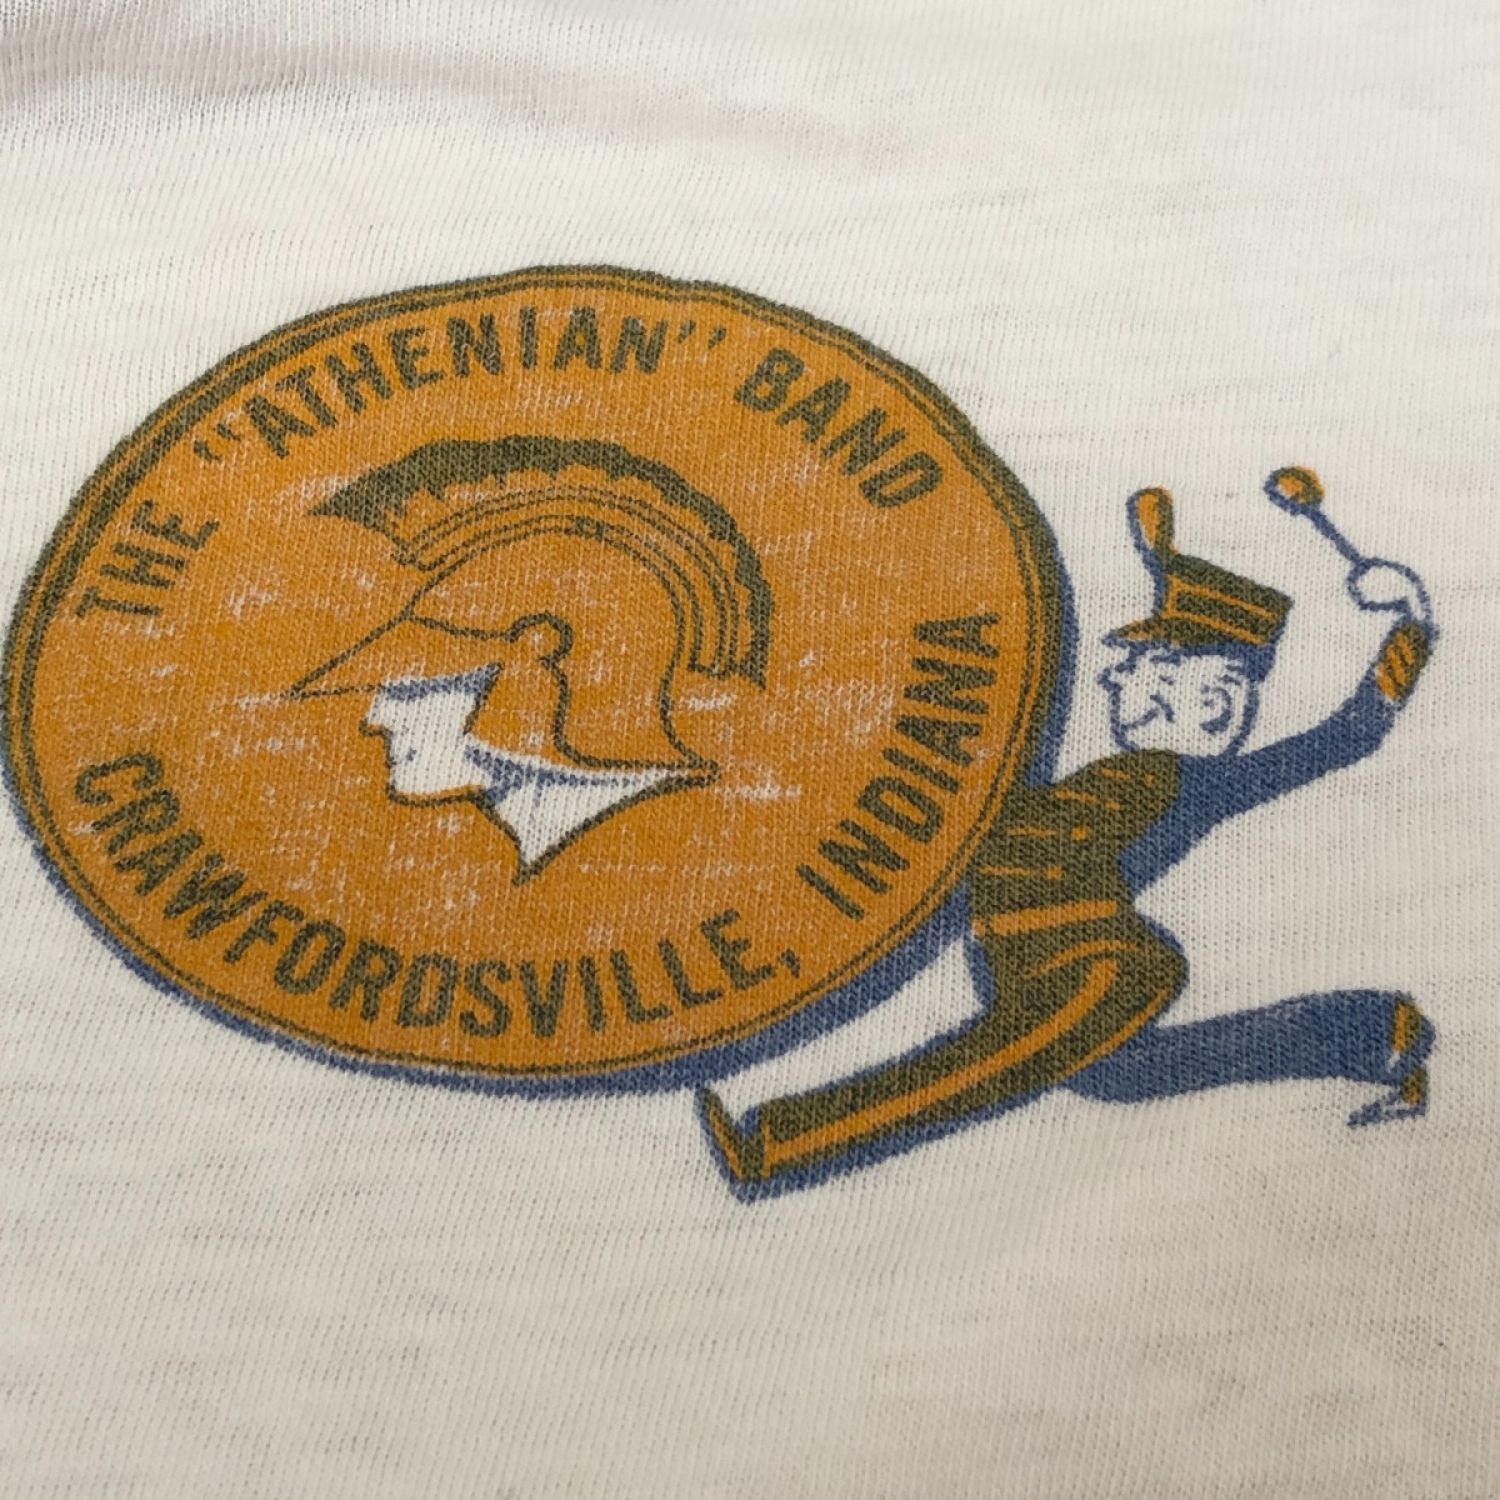 THE "ATHENIAN" BAND
CRAWFORDSVILLE, INDIANA